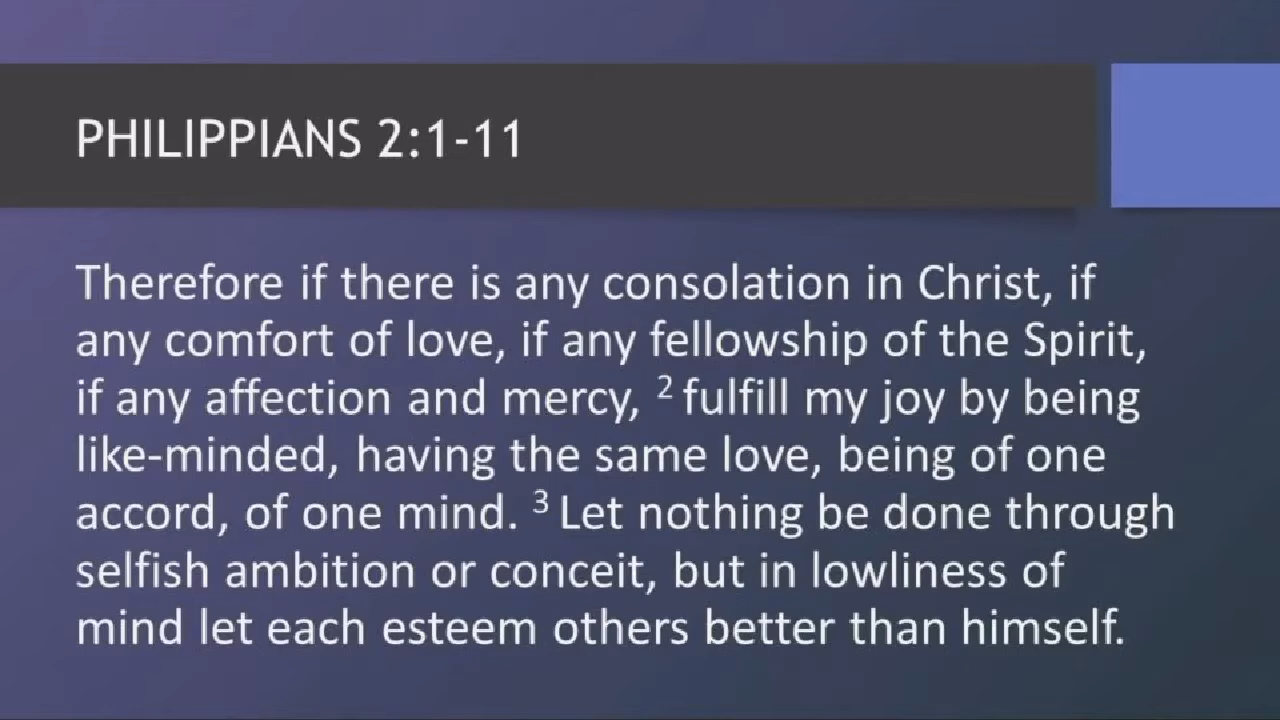 PHILIPPIANS 2:1-11
Therefore if there is any consolation in Christ, if
any comfort of love, if any fellowship of the Spirit,
if any affection and mercy, ² fulfill my joy by being
like-minded, having the same love, being of one
accord, of one mind. ³ Let nothing be done through
selfish ambition or conceit, but in lowliness of
mind let each esteem others better than himself.